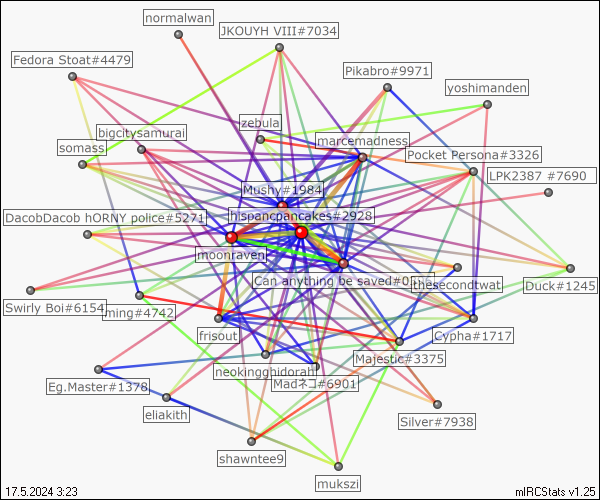 normalwan
JKOUYH VIII#7034
Fedora Stoat#4479
Pikabro#9971
yoshimanden
zebula
bigcitysamurai
marcemadness
somass
Pocket Persona#3326
LPK2387 #7690
Mushy#1984
DacobDacob hORNY police#5271
hispancpancakes#2928
moonraven
Can anything be saved#0
thesecondtwat
Duck#1245
Swirly Boi#6154
ming#4742
frisout
Cypha#1717
Majestic#3375
neokingghidorah
Madネコ#6901
Eg.Master#1378
eliakith
Silver#7938
shawntee9
mukszi
17.5.2024 3:23
mIRCStats v1.25